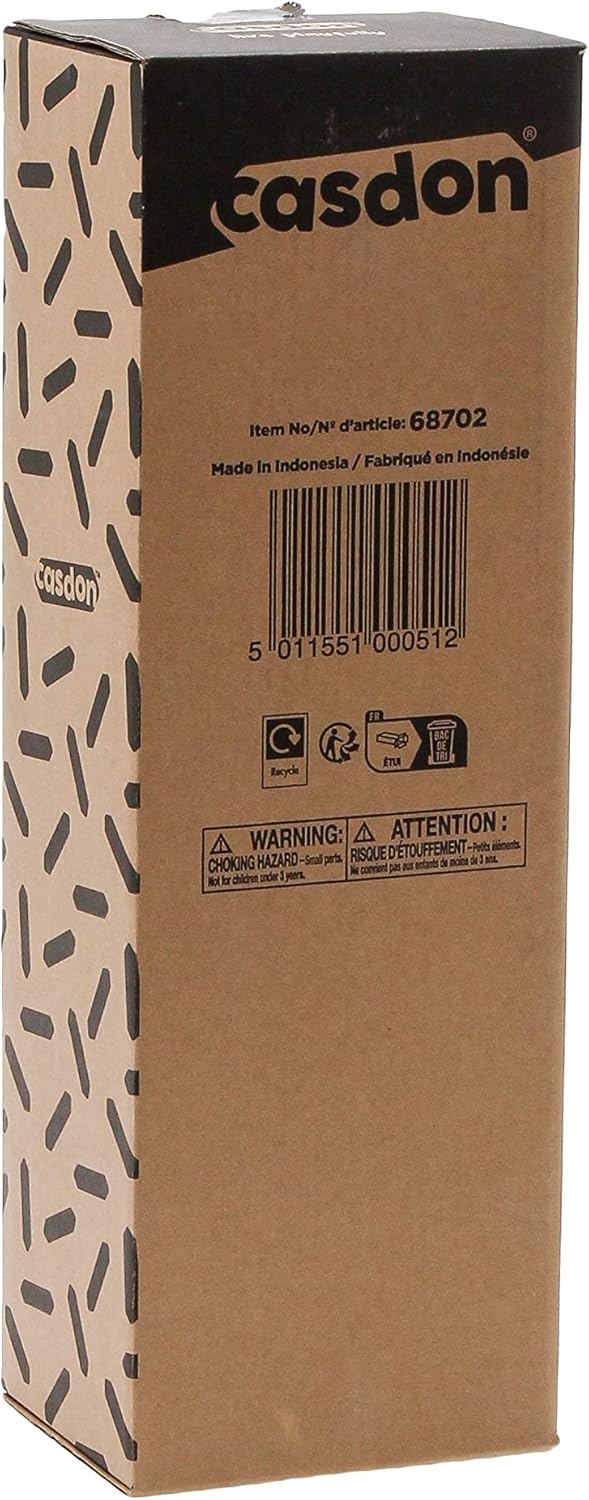 casdon®
Item No/Nº d'article: 68702
Made in Indonesia / Fabriqué en Indonésie
5 011551 000512
casdon
Recycle
FR
ÉTUI
BAC
DE
TRI
WARNING:
CHOKING HAZARD–Small parts.
Not for children under 3 years.
ATTENTION :
RISQUE D'ÉTOUFFEMENT–Petits éléments.
Ne convient pas aux enfants de moins de 3 ans.